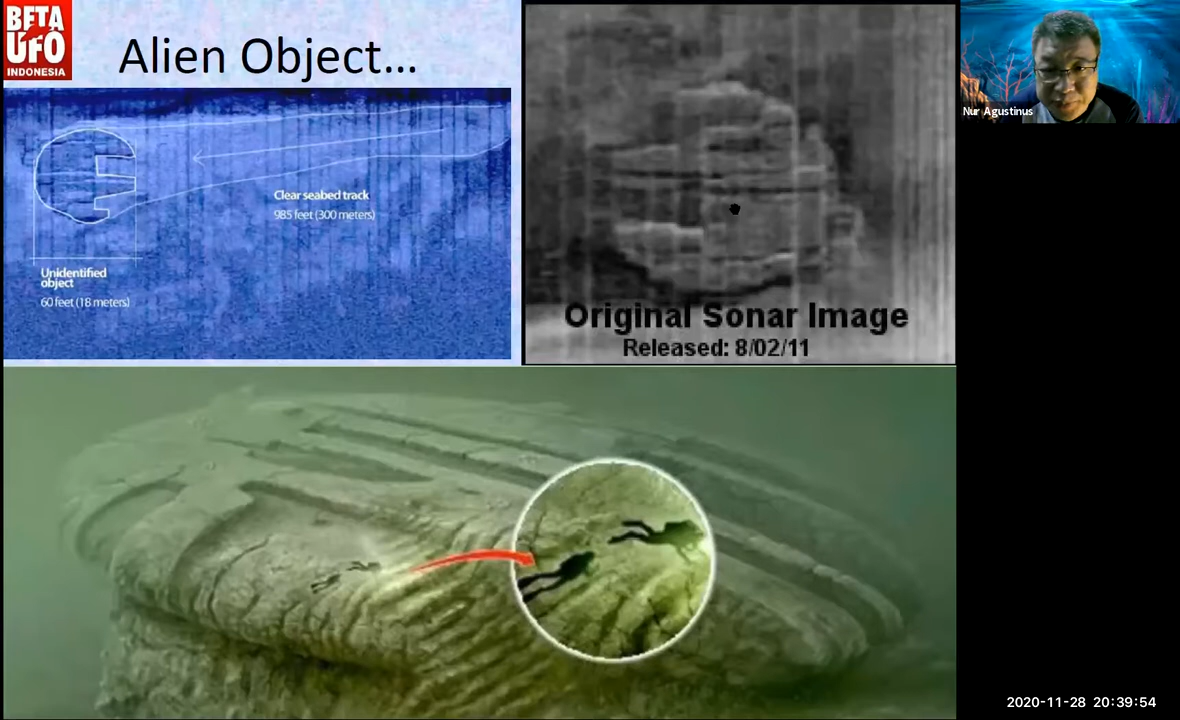 BETA
UFO
INDONESIA
Alien Object...
Clear seabed track
985 feet (300 meters)
Unidentified
object
60 feet (18 meters)
Original Sonar Image
Released: 8/02/11
Nur Agustinus
2020-11-28 20:39:54